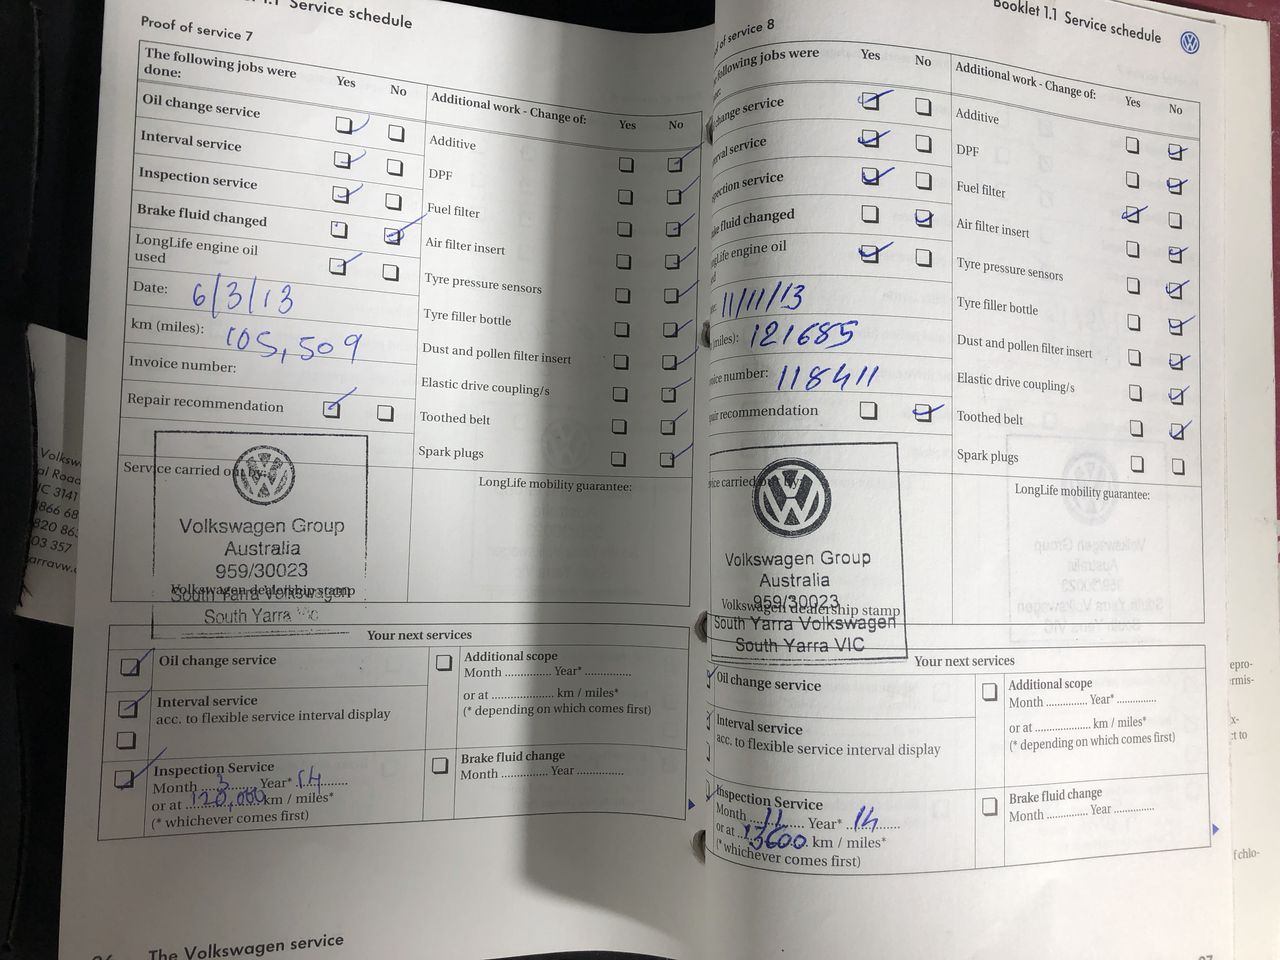 1.1 Service schedule
Proof of service 7
The following jobs were
done:
Yes
No
Oil change service
Interval service
Inspection service
Brake fluid changed
LongLife engine oil
used
Date: 6/3/13
km (miles): 105,509
Invoice number:
Repair recommendation
Service carried out by:
Volkswagen Group
Australia
959/30023
Volkswagen dealership stamp
South Yarra Volkswagen
South Yarra VIC
Additional work - Change of:
Yes
No
Additive
DPF
Fuel filter
Air filter insert
Tyre pressure sensors
Tyre filler bottle
Dust and pollen filter insert
Elastic drive coupling/s
Toothed belt
Spark plugs
LongLife mobility guarantee:
Your next services
Oil change service
Interval service
acc. to flexible service interval display
Inspection Service
Month 3 Year* 14
or at 120,000 km / miles*
(* whichever comes first)
Additional scope
Month .............. Year* ..............
or at ................... km / miles*
(* depending on which comes first)
Brake fluid change
Month .............. Year ..............
The Volkswagen service
Booklet 1.1 Service schedule
of service 8
following jobs were
Yes
No
change service
service
service
fluid changed
engine oil
11/11/13
miles): 121685
number: 118411
recommendation
carried out by:
Volkswagen Group
Australia
959/30023
Volkswagen dealership stamp
South Yarra Volkswagen
South Yarra VIC
Additional work - Change of:
Yes
No
Additive
DPF
Fuel filter
Air filter insert
Tyre pressure sensors
Tyre filler bottle
Dust and pollen filter insert
Elastic drive coupling/s
Toothed belt
Spark plugs
LongLife mobility guarantee:
Your next services
Oil change service
Interval service
acc. to flexible service interval display
Inspection Service
Month 11 Year* 14
or at 13600 km / miles*
(* whichever comes first)
Additional scope
Month .............. Year* ..............
or at ................... km / miles*
(* depending on which comes first)
Brake fluid change
Month .............. Year ..............